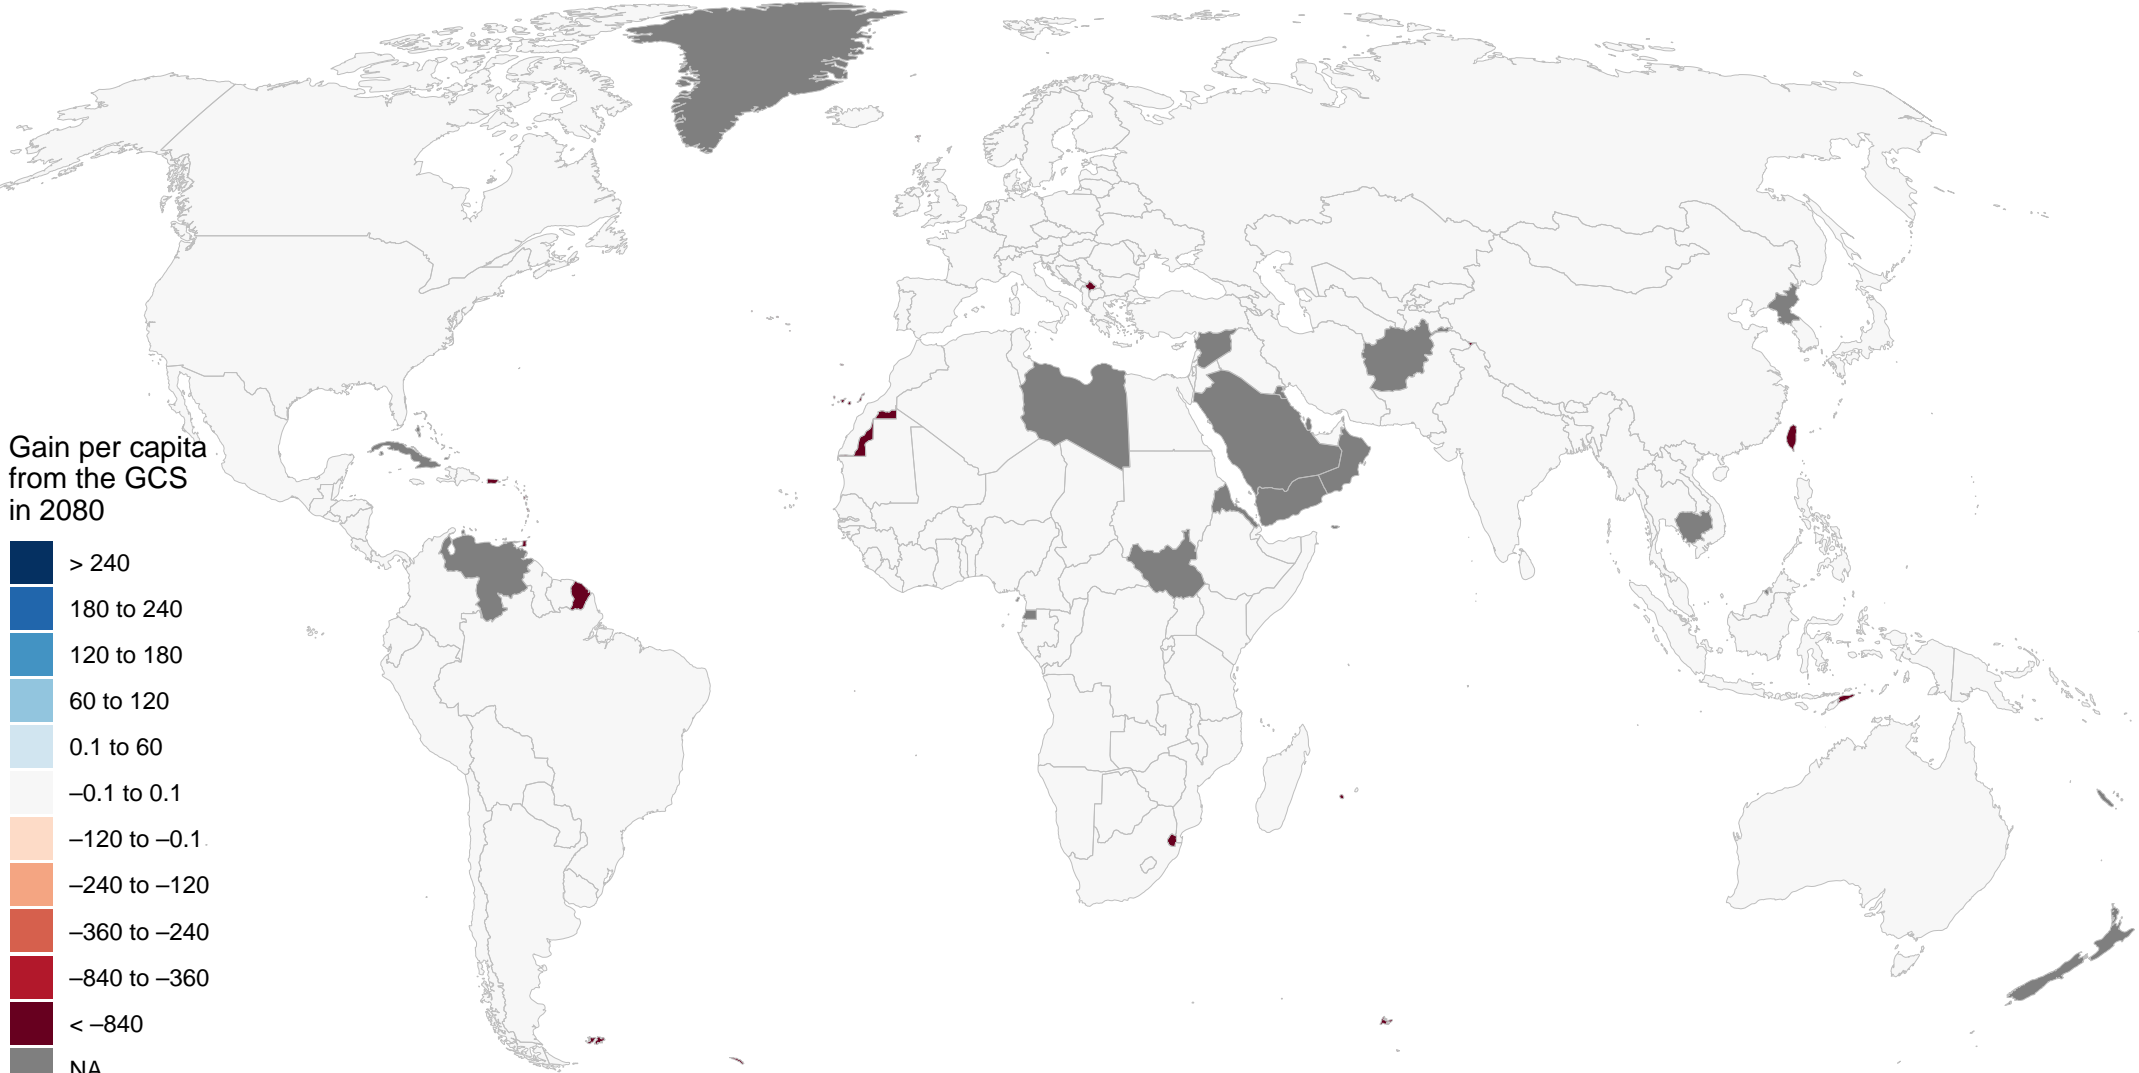 Gain per capita
from the GCS
in 2080
> 240
180 to 240
120 to 180
60 to 120
0.1 to 60
−0.1 to 0.1
−120 to −0.1
−240 to −120
−360 to −240
−840 to −360
< −840
NA